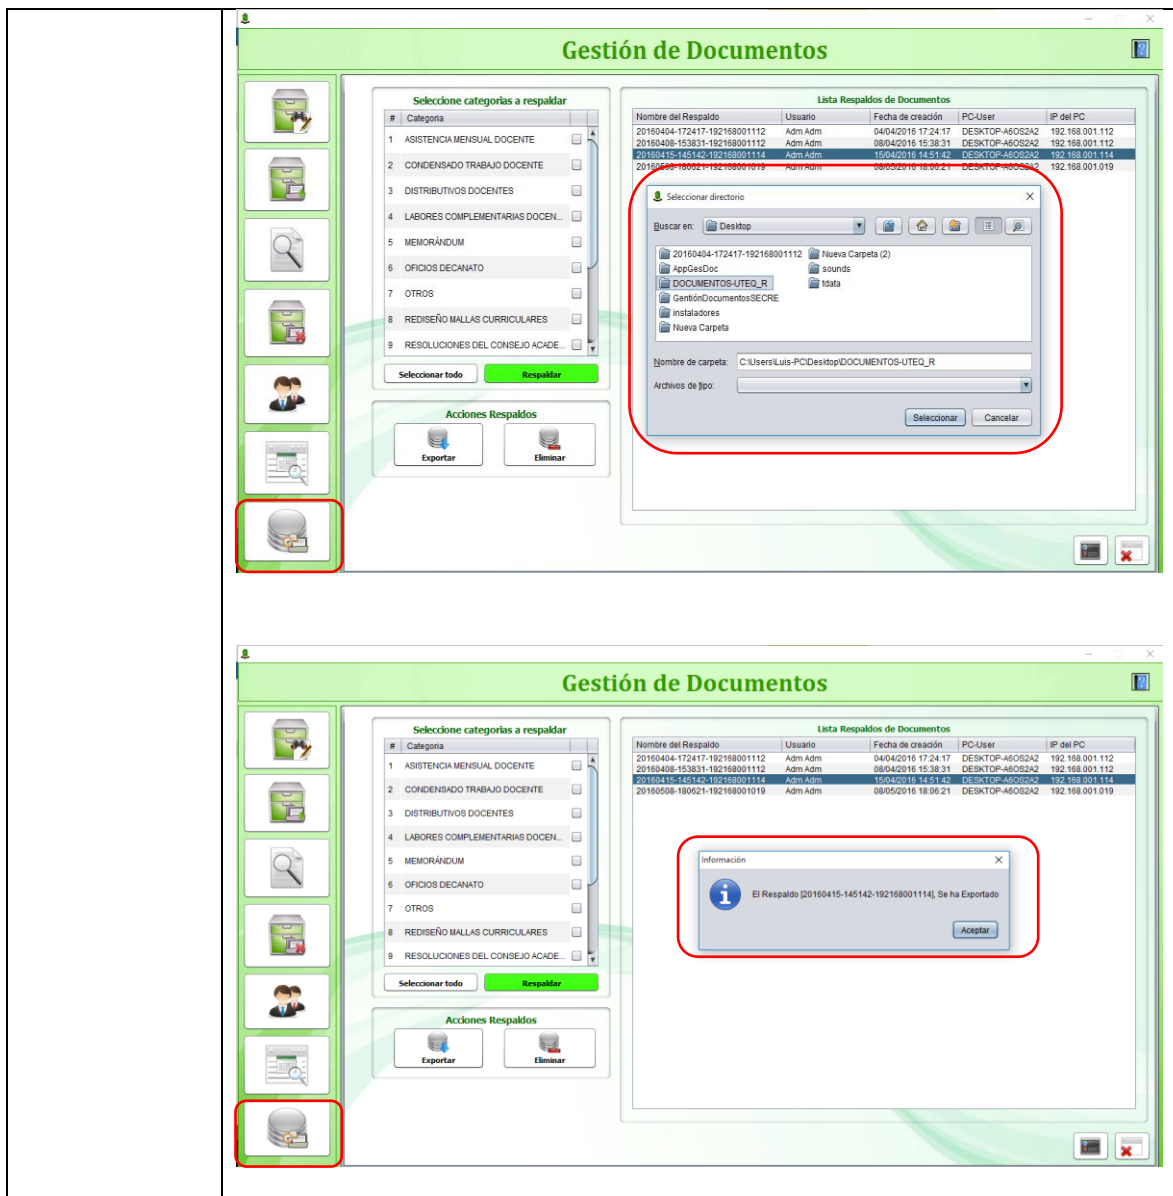 Gestión de Documentos
Seleccione categorias a respaldar
# Categoria
1 ASISTENCIA MENSUAL DOCENTE
2 CONDENSADO TRABAJO DOCENTE
3 DISTRIBUTIVOS DOCENTES
4 LABORES COMPLEMENTARIAS DOCEN...
5 MEMORÁNDUM
6 OFICIOS DECANATO
7 OTROS
8 REDISEÑO MALLAS CURRICULARES
9 RESOLUCIONES DEL CONSEJO ACADE...
Seleccionar todo Respaldar
Acciones Respaldos
Exportar Eliminar
Lista Respaldos de Documentos
Nombre del Respaldo Usuario Fecha de creación PC-User IP del PC
20160404-172417-192168001112 Adm Adm 04/04/2016 17:24:17 DESKTOP-A6OS2A2 192.168.001.112
20160408-153831-192168001112 Adm Adm 08/04/2016 15:38:31 DESKTOP-A6OS2A2 192.168.001.112
20160415-145142-192168001114 Adm Adm 15/04/2016 14:51:42 DESKTOP-A6OS2A2 192.168.001.114
20160508-180621-192168001019 Adm Adm 08/05/2016 18:06:21 DESKTOP-A6OS2A2 192.168.001.019
Seleccionar directorio
Buscar en: Desktop
20160404-172417-192168001112 Nueva Carpeta (2)
AppGesDoc sounds
DOCUMENTOS-UTEQ_R tdata
GentiónDocumentosSECRE
instaladores
Nueva Carpeta
Nombre de carpeta: C:\Users\Luis-PC\Desktop\DOCUMENTOS-UTEQ_R
Archivos de tipo:
Seleccionar Cancelar
Gestión de Documentos
Seleccione categorias a respaldar
# Categoria
1 ASISTENCIA MENSUAL DOCENTE
2 CONDENSADO TRABAJO DOCENTE
3 DISTRIBUTIVOS DOCENTES
4 LABORES COMPLEMENTARIAS DOCEN...
5 MEMORÁNDUM
6 OFICIOS DECANATO
7 OTROS
8 REDISEÑO MALLAS CURRICULARES
9 RESOLUCIONES DEL CONSEJO ACADE...
Seleccionar todo Respaldar
Acciones Respaldos
Exportar Eliminar
Lista Respaldos de Documentos
Nombre del Respaldo Usuario Fecha de creación PC-User IP del PC
20160404-172417-192168001112 Adm Adm 04/04/2016 17:24:17 DESKTOP-A6OS2A2 192.168.001.112
20160408-153831-192168001112 Adm Adm 08/04/2016 15:38:31 DESKTOP-A6OS2A2 192.168.001.112
20160415-145142-192168001114 Adm Adm 15/04/2016 14:51:42 DESKTOP-A6OS2A2 192.168.001.114
20160508-180621-192168001019 Adm Adm 08/05/2016 18:06:21 DESKTOP-A6OS2A2 192.168.001.019
Información
El Respaldo [20160415-145142-192168001114], Se ha Exportado
Aceptar